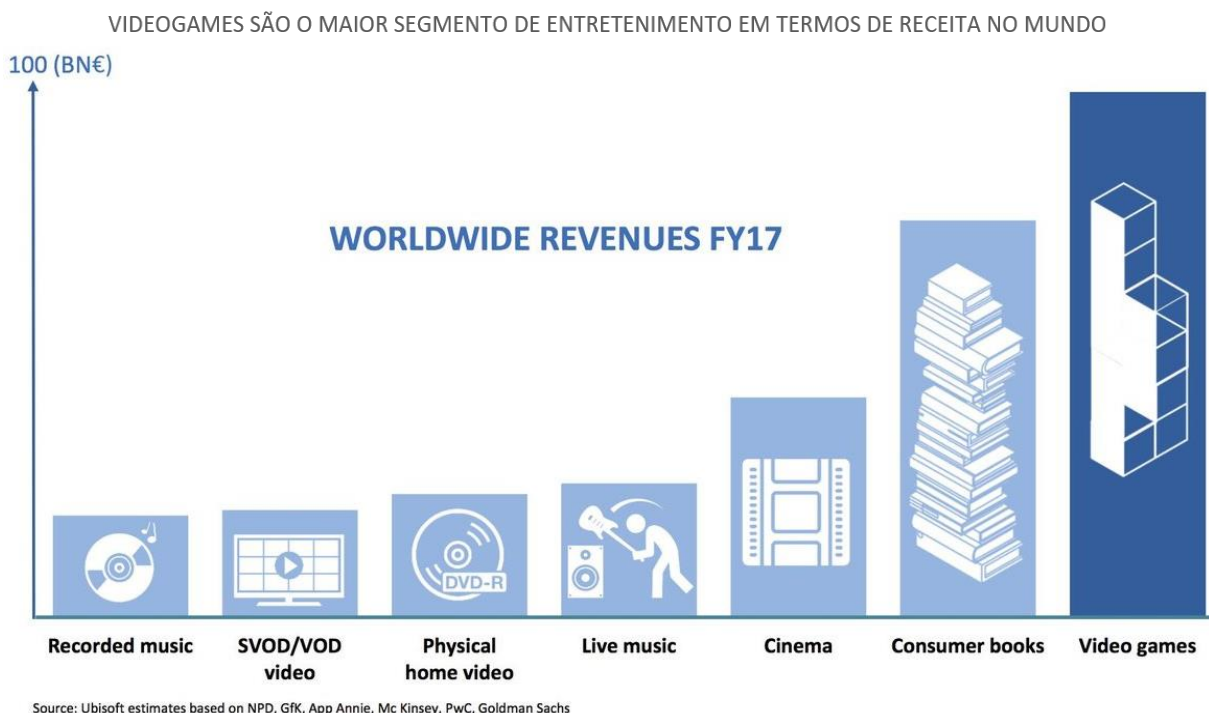 VIDEOGAMES SÃO O MAIOR SEGMENTO DE ENTRETENIMENTO EM TERMOS DE RECEITA NO MUNDO
100 (BN€)
WORLDWIDE REVENUES FY17
DVD-R
Recorded music
SVOD/VOD
video
Physical
home video
Live music
Cinema
Consumer books
Video games
Source: Ubisoft estimates based on NPD, GfK, App Annie, Mc Kinsey, PwC, Goldman Sachs